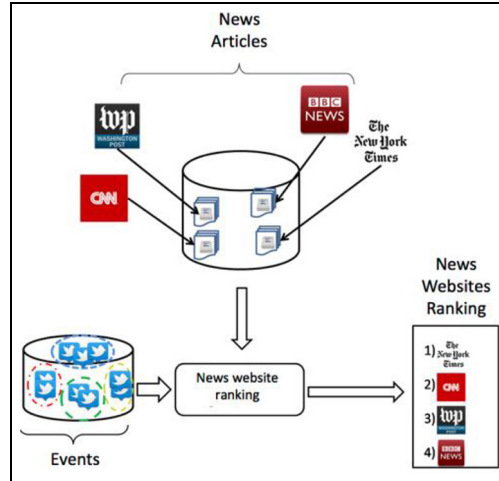 News
Articles
wp
WASHINGTON
POST
BBC
NEWS
The
New York
Times
CNN
News
Websites
Ranking
1) The
New York
Times
2) CNN
3) wp
WASHINGTON
POST
4) BBC
NEWS
News website
ranking
Events